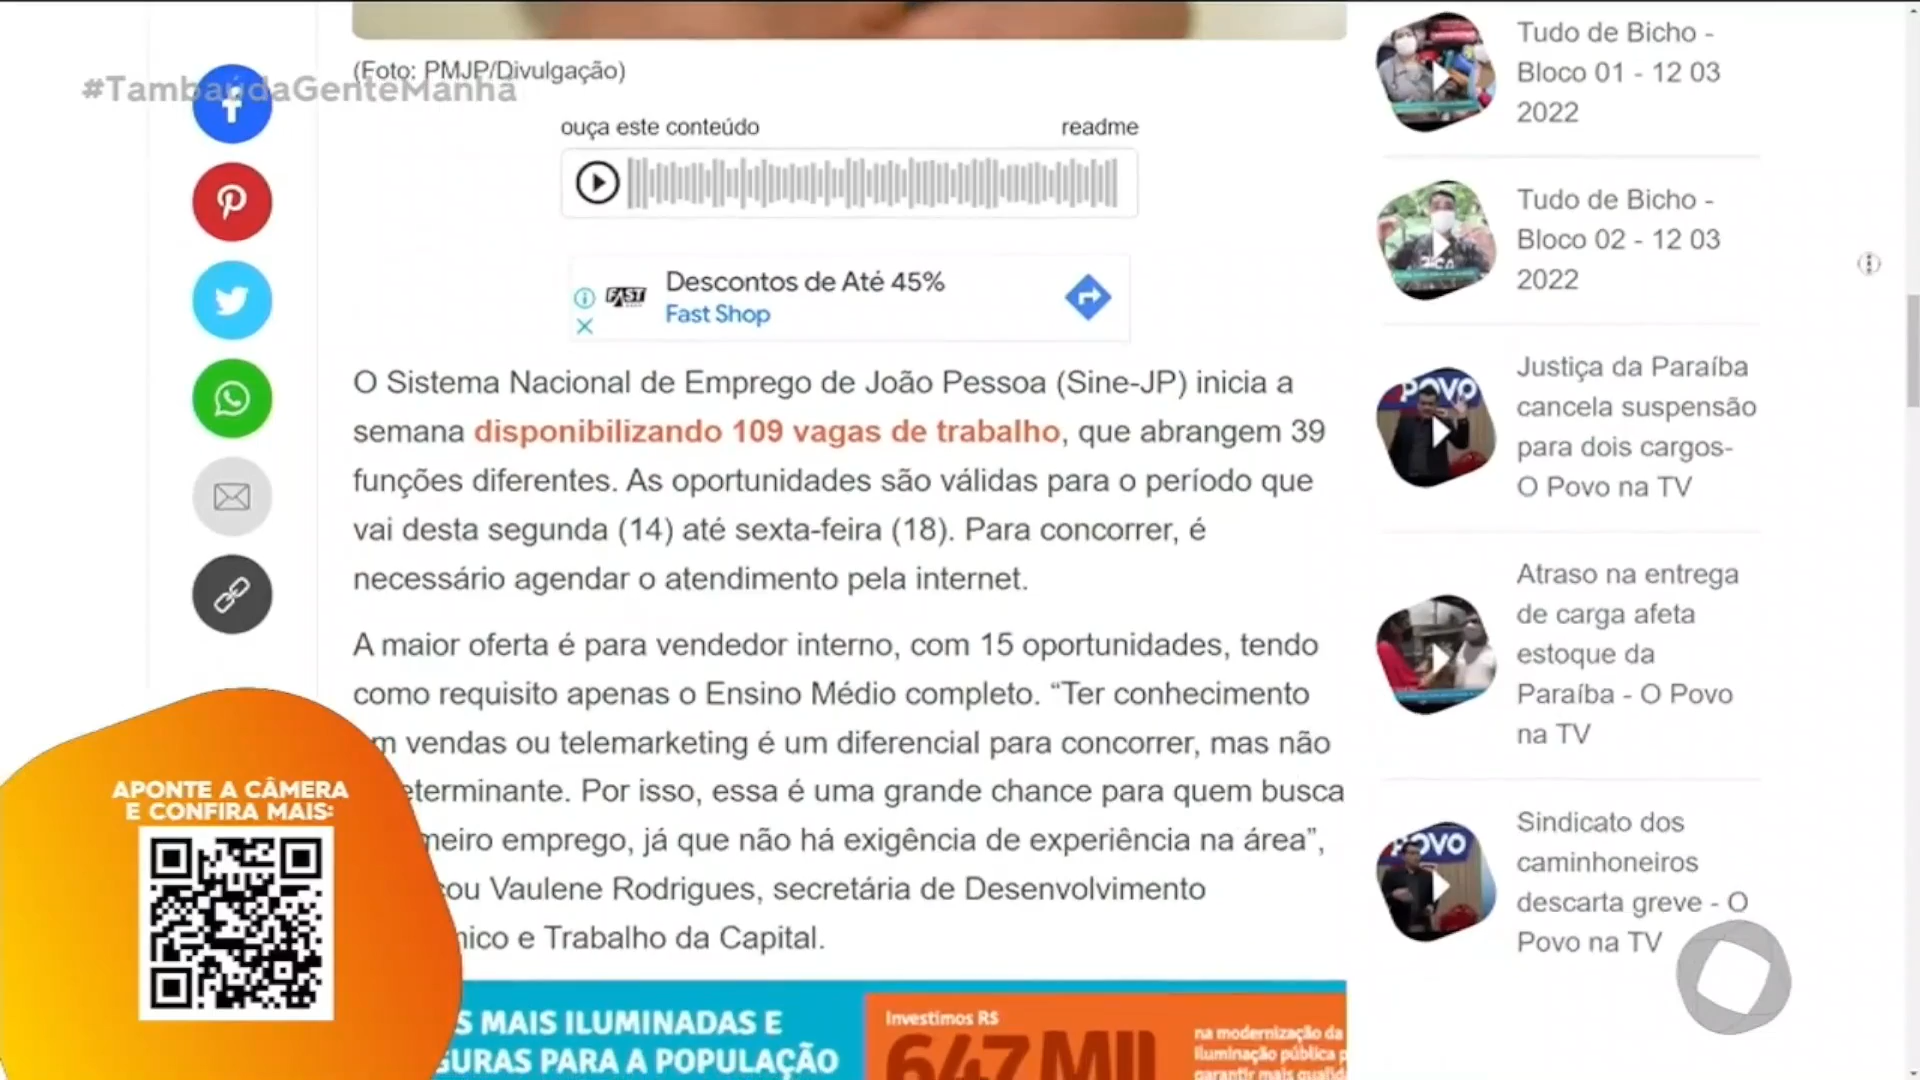 (Foto: PMJP/Divulgação)
#TambaúdaGenteManhã
ouça este conteúdo
readme
FAST
Descontos de Até 45%
Fast Shop
O Sistema Nacional de Emprego de João Pessoa (Sine-JP) inicia a
semana disponibilizando 109 vagas de trabalho, que abrangem 39
funções diferentes. As oportunidades são válidas para o período que
vai desta segunda (14) até sexta-feira (18). Para concorrer, é
necessário agendar o atendimento pela internet.
A maior oferta é para vendedor interno, com 15 oportunidades, tendo
como requisito apenas o Ensino Médio completo. “Ter conhecimento
m vendas ou telemarketing é um diferencial para concorrer, mas não
eterminante. Por isso, essa é uma grande chance para quem busca
meiro emprego, já que não há exigência de experiência na área”,
ou Vaulene Rodrigues, secretária de Desenvolvimento
ico e Trabalho da Capital.
APONTE A CÂMERA
E CONFIRA MAIS:
S MAIS ILUMINADAS E
GURAS PARA A POPULAÇÃO
Investimos R$
647 MIL
na modernização da
iluminação pública p
garantir mais qualid
Tudo de Bicho -
Bloco 01 - 12 03
2022
Tudo de Bicho -
Bloco 02 - 12 03
2022
POVO
Justiça da Paraíba
cancela suspensão
para dois cargos-
O Povo na TV
Atraso na entrega
de carga afeta
estoque da
Paraíba - O Povo
na TV
POVO
Sindicato dos
caminhoneiros
descarta greve - O
Povo na TV